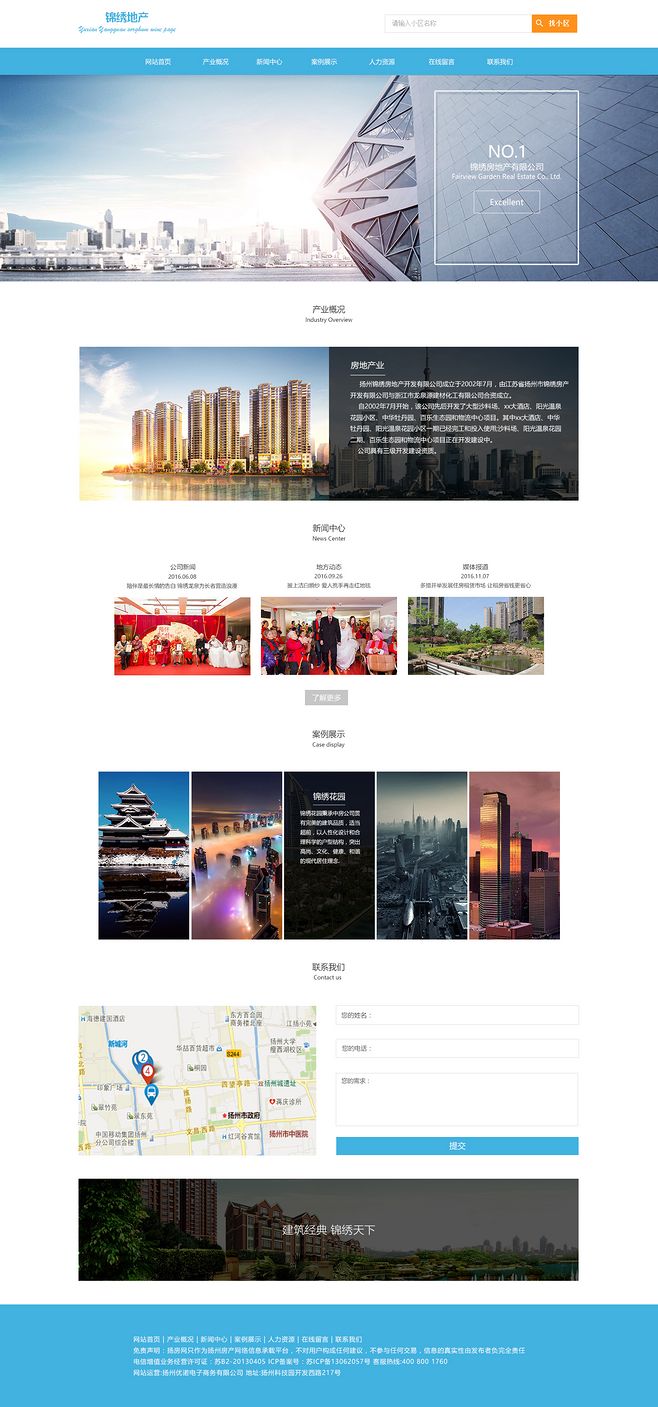 锦绣地产
请输入小区名称
找小区
网站首页 产业概况 新闻中心 案例展示 人力资源 在线留言 联系我们
NO.1
锦绣房地产有限公司
Fairview Garden Real Estate Co., Ltd.
Excellent
产业概况
Industry Overview
房地产业
扬州锦绣房地产开发有限公司成立于2002年7月，由江苏省扬州市锦绣房产
开发有限公司与浙江市龙泉源建材化工有限公司合资成立。
自2002年7月开始，该公司先后开发了大型沙料场、xx大酒店、阳光温泉
花园小区、中华牡丹园、百乐生态园和物流中心项目。其中xx大酒店、中华
牡丹园、阳光温泉花园小区一期已经完工和投入使用;沙料场、阳光温泉花园
二期、百乐生态园和物流中心项目正在开发建设中。
公司具有三级开发建设资质。
新闻中心
News Center
公司新闻
2016.06.08
陪伴是最长情的告白 锦绣龙泉为长者营造浪漫
地方动态
2016.09.26
披上洁白婚纱 爱人携手再走红地毯
媒体报道
2016.11.07
多措并举发展住房租赁市场 让租房省钱更省心
了解更多
案例展示
Case display
锦绣花园
锦绣花园秉承中房公司贯
有完美的建筑品质，适当
超前，以人性化设计和合
理科学的户型结构，突出
高尚、文化、健康、和谐
的现代居住理念.
联系我们
Contact us
海德建国酒店
东方百合园
商务楼北座
江扬小苑
新城河
华喆百货超市
扬州大学
瘦西湖校区
S244
2
4
桐园
印象广场
四望亭路
扬州城遗址
翠竹苑
维扬路
蒋庆诊所
翠东苑
扬州市政府
中国移动集团扬州
分公司综合楼
文昌西路
虹河谷宾馆
扬州市中医院
您的姓名：
您的电话：
您的需求：
提交
建筑经典 锦绣天下
网站首页 | 产业概况 | 新闻中心 | 案例展示 | 人力资源 | 在线留言 | 联系我们
免责声明：扬房网只作为扬州房产网络信息承载平台，不对用户构成任何建议，不参与任何交易，信息的真实性由发布者负完全责任
电信增值业务经营许可证：苏B2-20130405 ICP备案号：苏ICP备13062057号 客服热线:400 800 1760
网站运营:扬州优诺电子商务有限公司 地址:扬州科技园开发西路217号